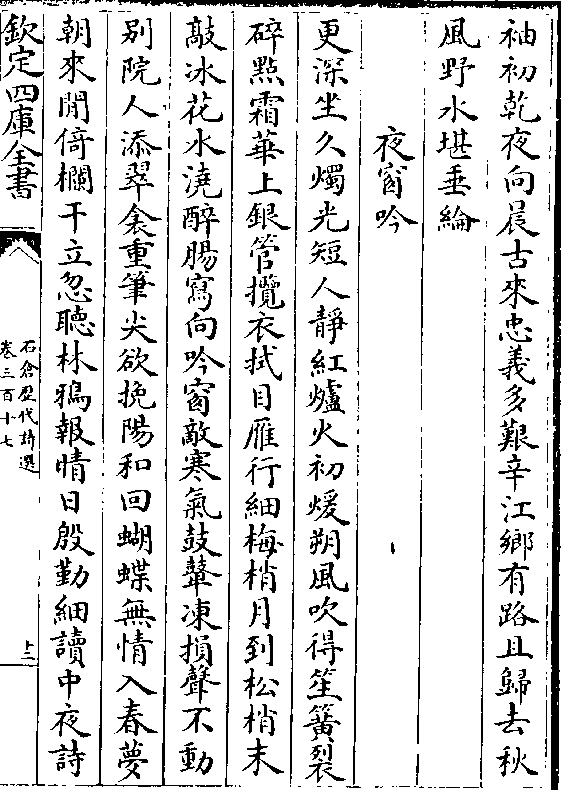 袖初乾夜向晨古來忠義多艱辛江鄉有路且歸去秋
風野水堪垂綸
夜窗吟
更深坐久燭光短人靜紅爐火初煖朔風吹得笙簧裂
碎點霜華上銀管攬衣拭目雁行細梅梢月到松梢末
敲冰花水澆醉腸寫向吟窗敵寒氣鼓聲凍損聲不動
别院人添翠衾重筆尖欲挽陽和回蝴蝶無情入春夢
朝來閒倚欄干立忽聽林鴉報晴日殷勤細讀中夜詩
欽定四庫全書
石倉歷代詩選
卷三百十七